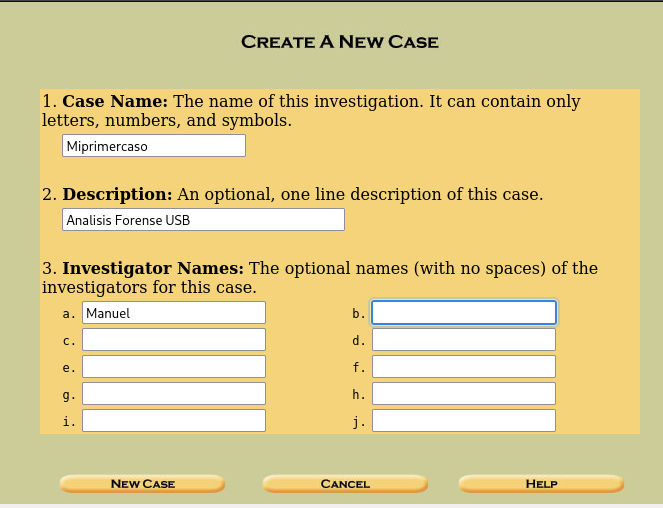 CREATE A NEW CASE
1. Case Name: The name of this investigation. It can contain only
letters, numbers, and symbols.
Miprimercaso
2. Description: An optional, one line description of this case.
Analisis Forense USB
3. Investigator Names: The optional names (with no spaces) of the
investigators for this case.
a. Manuel b.
c. d.
e. f.
g. h.
i. j.
NEW CASE CANCEL HELP